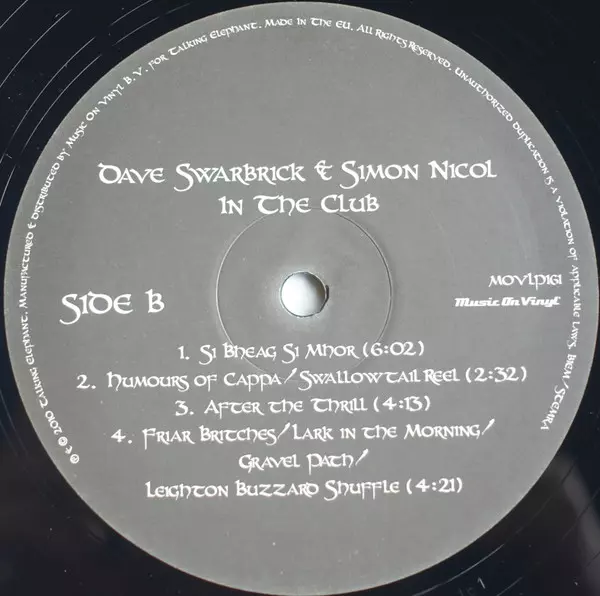 ℗ © 2010 Talking Elephant. Manufactured & distributed by Music On Vinyl B.V. for Talking Elephant. Made in The EU. All Rights Reserved. Unauthorized duplication is a violation of applicable laws. BIEM/STEMRA
Dave Swarbrick & Simon Nicol
In The Club
Side B
MOVLP161
Music On Vinyl
1. Si Bheag Si Mhor (6:02)
2. Humours of Cappa/Swallowtail Reel (2:32)
3. After the Thrill (4:13)
4. Friar Britches/Lark in the Morning/
Gravel Path/
Leighton Buzzard Shuffle (4:21)